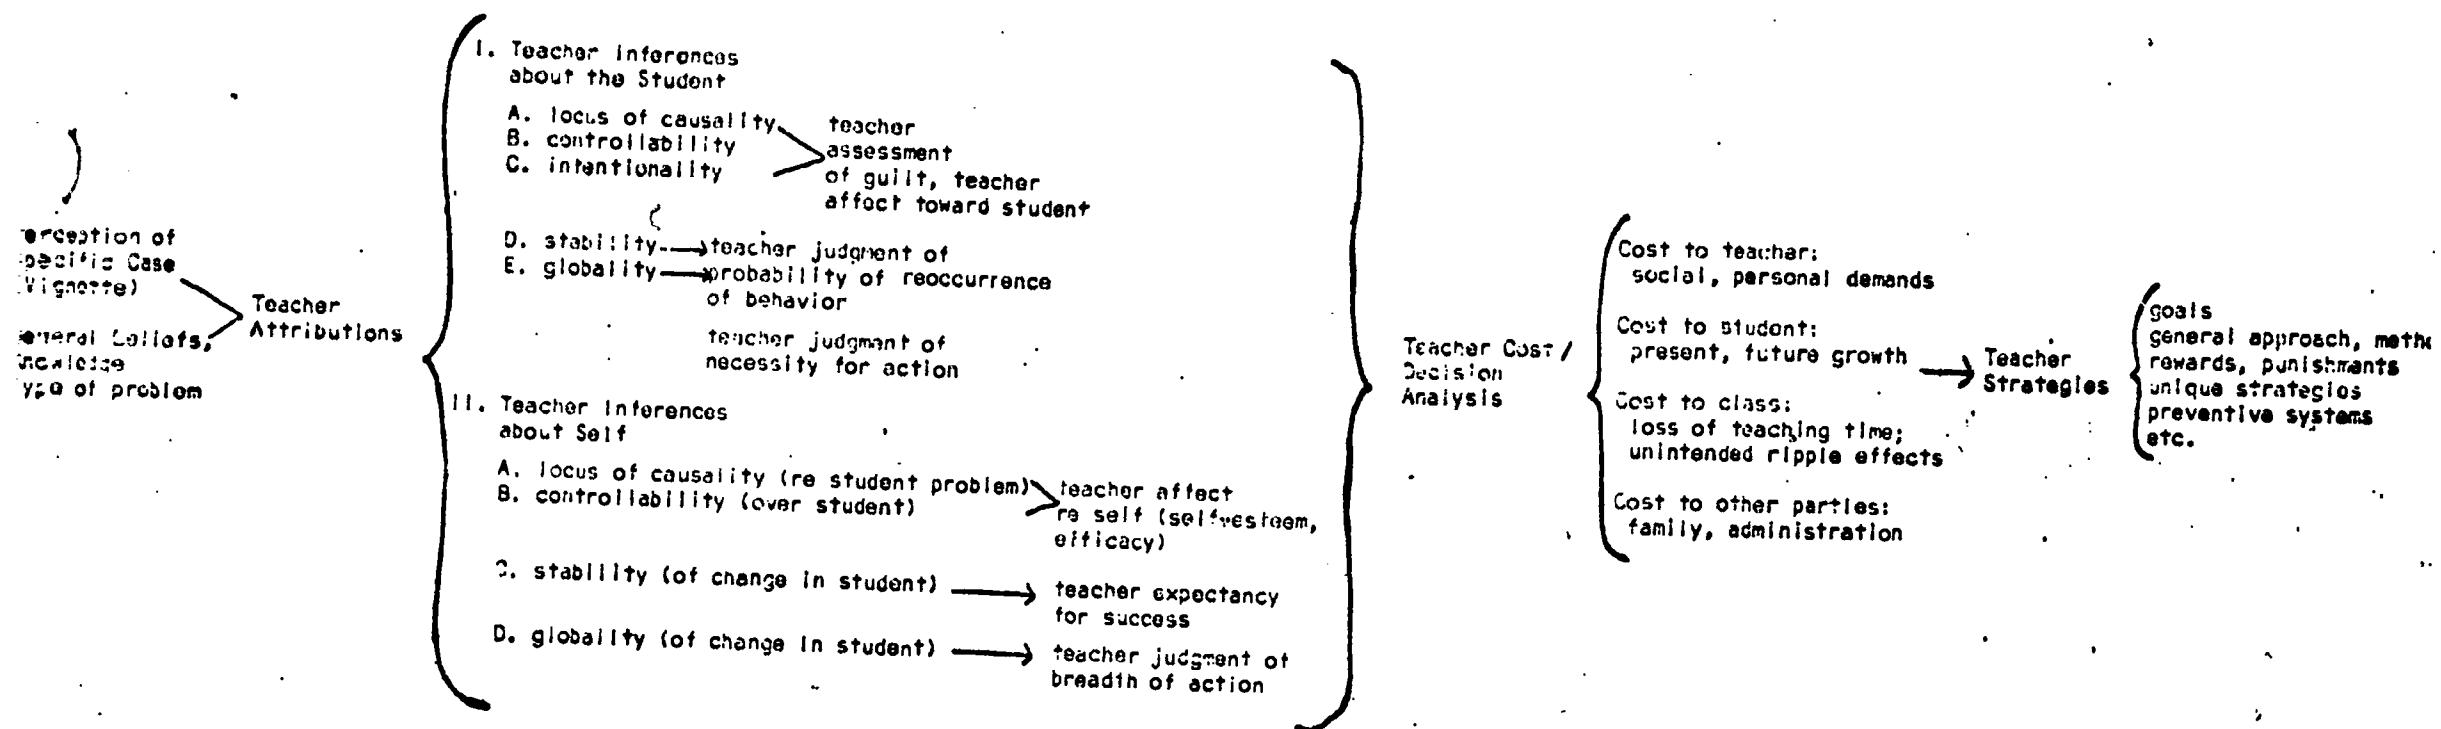 erception of
pecific Case
(Vignette)
eneral Beliefs,
nowledge
ype of problem
Teacher
Attributions
I. Teacher Inferences
about the Student
A. locus of causality
B. controllability
C. intentionality
teacher
assessment
of guilt, teacher
affect toward student
D. stability
E. globality
teacher judgment of
probability of reoccurrence
of behavior
teacher judgment of
necessity for action
II. Teacher Inferences
about Self
A. locus of causality (re student problem)
B. controllability (over student)
teacher affect
re self (self-esteem,
efficacy)
C. stability (of change in student)
teacher expectancy
for success
D. globality (of change in student)
teacher judgment of
breadth of action
Teacher Cost/
Decision
Analysis
Cost to teacher:
social, personal demands
Cost to student:
present, future growth
Cost to class:
loss of teaching time;
unintended ripple effects
Cost to other parties:
family, administration
Teacher
Strategies
goals
general approach, meth
rewards, punishments
unique strategies
preventive systems
etc.